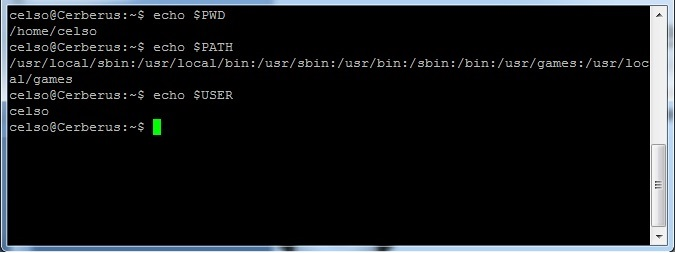 celso@Cerberus:~$ echo $PWD
/home/celso
celso@Cerberus:~$ echo $PATH
/usr/local/sbin:/usr/local/bin:/usr/sbin:/usr/bin:/sbin:/bin:/usr/games:/usr/loc
al/games
celso@Cerberus:~$ echo $USER
celso
celso@Cerberus:~$